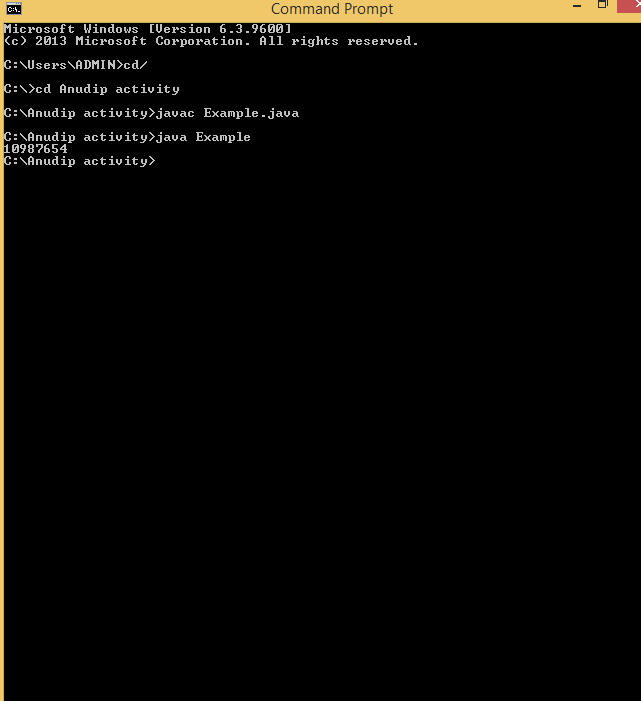 Command Prompt
Microsoft Windows [Version 6.3.9600]
(c) 2013 Microsoft Corporation. All rights reserved.
C:\Users\ADMIN>cd/
C:\>cd Anudip activity
C:\Anudip activity>javac Example.java
C:\Anudip activity>java Example
10987654
C:\Anudip activity>